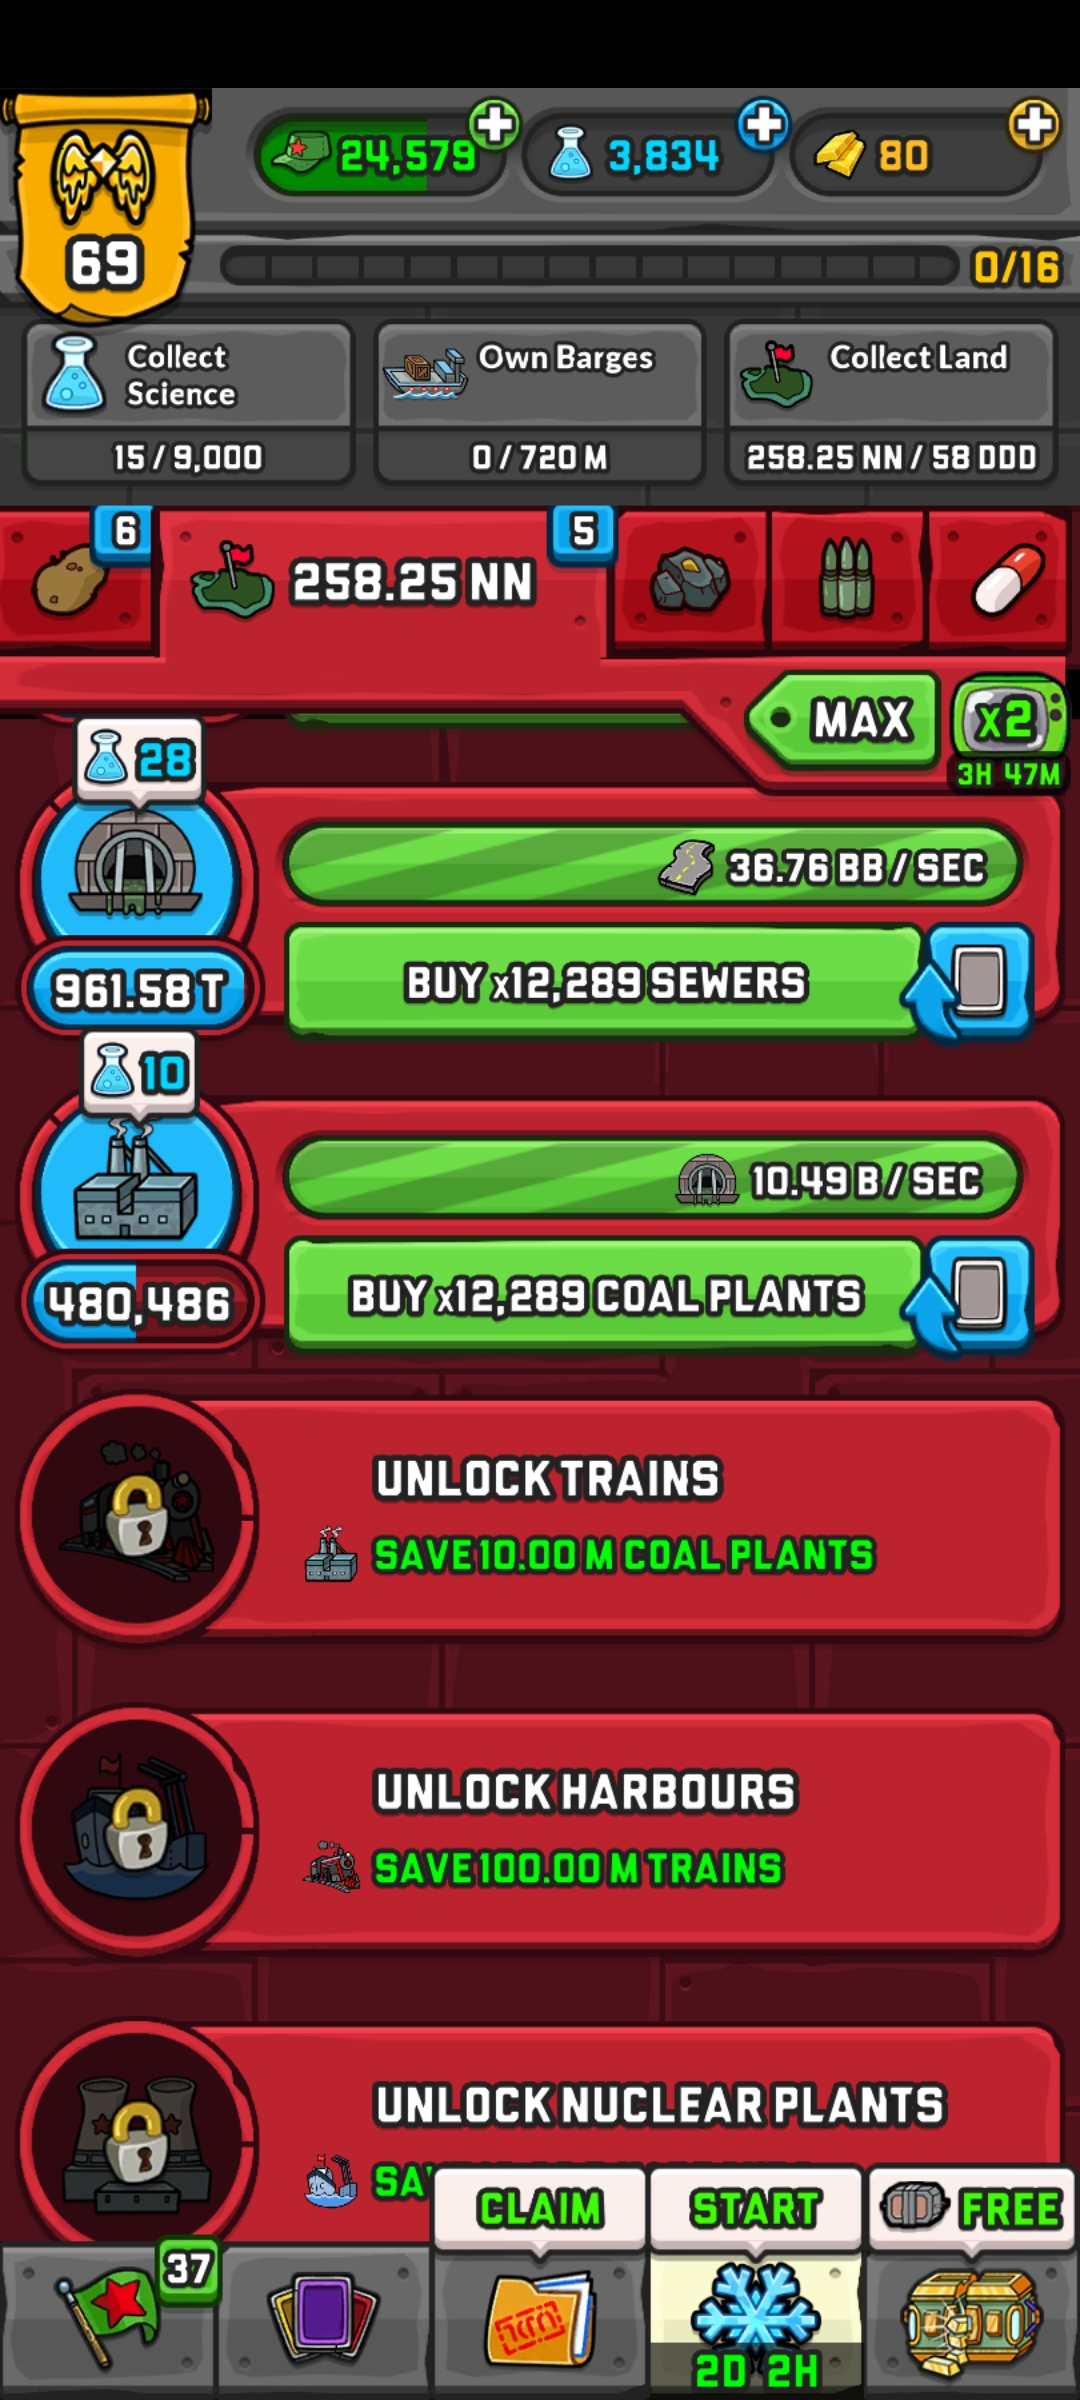 24,579
3,834
80
69
0/16
Collect
Science
15 / 9,000
Own Barges
0 / 720 M
Collect Land
258.25 NN / 58 DDD
6
258.25 NN
5
MAX
x2
3H 47M
28
36.76 BB / SEC
961.58 T
BUY x12,289 SEWERS
10
10.49 B / SEC
480,486
BUY x12,289 COAL PLANTS
UNLOCK TRAINS
SAVE 10.00 M COAL PLANTS
UNLOCK HARBOURS
SAVE 100.00 M TRAINS
UNLOCK NUCLEAR PLANTS
CLAIM
START
FREE
37
2D 2H